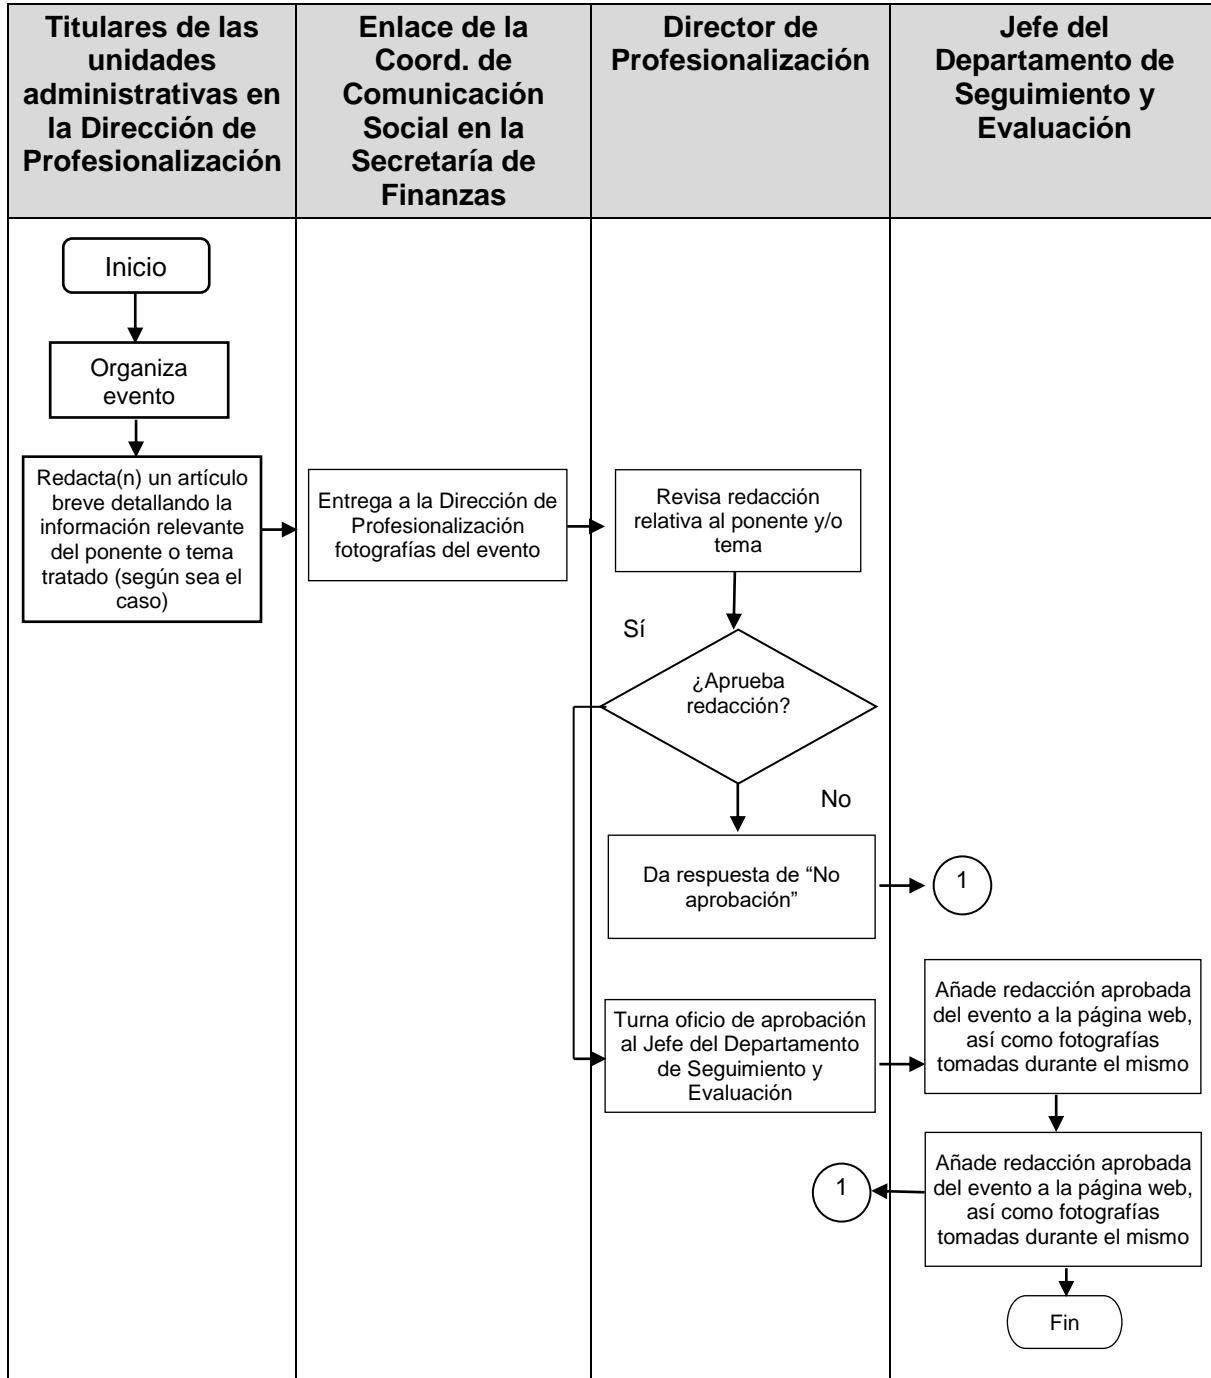 Titulares de las
unidades
administrativas en
la Dirección de
Profesionalización
Enlace de la
Coord. de
Comunicación
Social en la
Secretaría de
Finanzas
Director de
Profesionalización
Jefe del
Departamento de
Seguimiento y
Evaluación
Inicio
Organiza
evento
Redacta(n) un artículo
breve detallando la
información relevante
del ponente o tema
tratado (según sea el
caso)
Entrega a la Dirección de
Profesionalización
fotografías del evento
Revisa redacción
relativa al ponente y/o
tema
Sí
¿Aprueba
redacción?
No
Da respuesta de “No
aprobación”
1
Turna oficio de aprobación
al Jefe del Departamento
de Seguimiento y
Evaluación
Añade redacción aprobada
del evento a la página web,
así como fotografías
tomadas durante el mismo
Añade redacción aprobada
del evento a la página web,
así como fotografías
tomadas durante el mismo
1
Fin